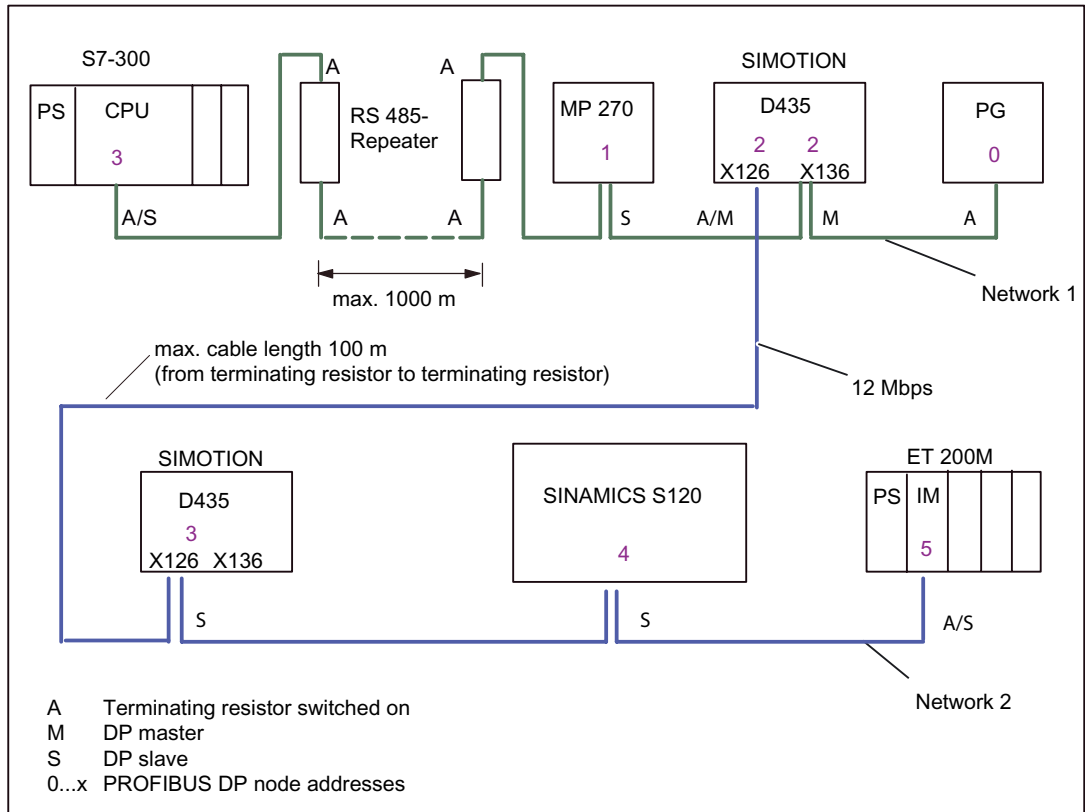 S7-300
PS
CPU
3
A/S
A
A
RS 485-
Repeater
A
A
max. 1000 m
MP 270
1
S
SIMOTION
D435
2 2
X126 X136
A/M
M
PG
0
A
Network 1
max. cable length 100 m
(from terminating resistor to terminating resistor)
12 Mbps
SIMOTION
D435
3
X126 X136
S
SINAMICS S120
4
S
ET 200M
PS
IM
5
A/S
Network 2
A Terminating resistor switched on
M DP master
S DP slave
0...x PROFIBUS DP node addresses